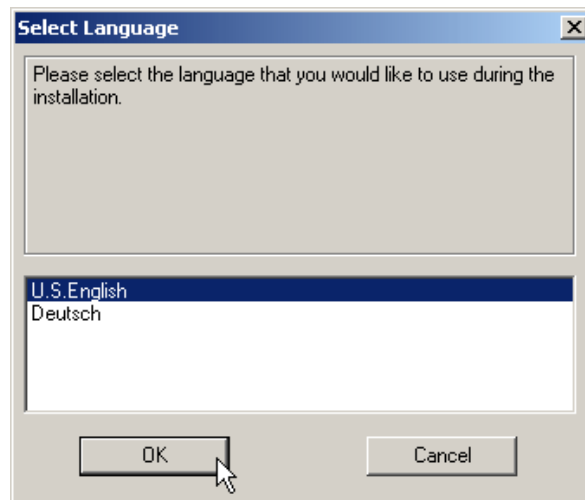 Select Language
Please select the language that you would like to use during the
installation.
U.S.English
Deutsch
OK
Cancel